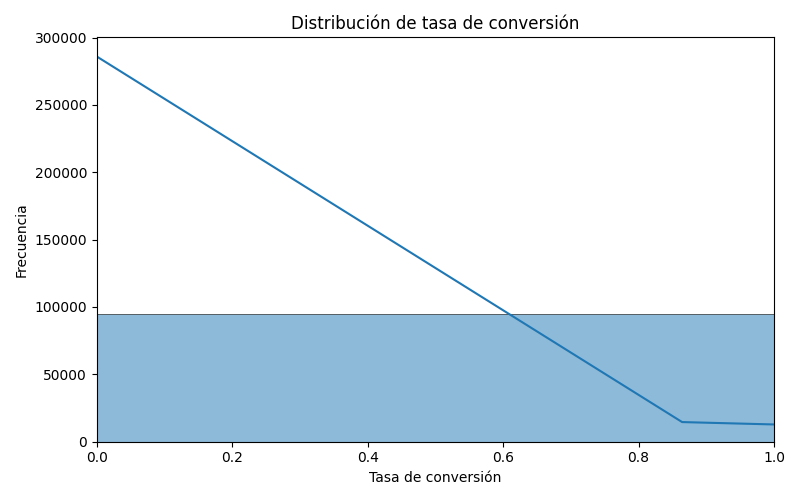 Distribución de tasa de conversión
300000
250000
200000
150000
100000
50000
0
Frecuencia
0.0 0.2 0.4 0.6 0.8 1.0
Tasa de conversión